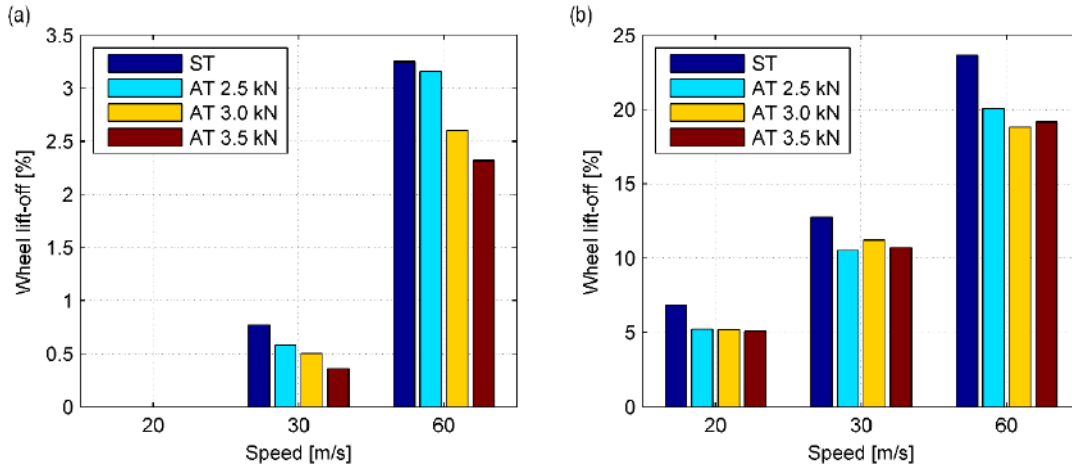 (a)
3.5
3
2.5
2
1.5
1
0.5
0
Wheel lift-off [%]
ST
AT 2.5 kN
AT 3.0 kN
AT 3.5 kN
20 30 60
Speed [m/s]
(b)
25
20
15
10
5
0
Wheel lift-off [%]
ST
AT 2.5 kN
AT 3.0 kN
AT 3.5 kN
20 30 60
Speed [m/s]